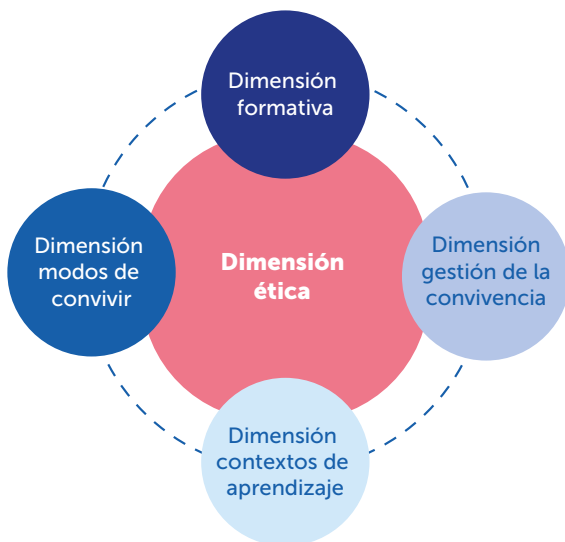 Dimensión
formativa
Dimensión
modos de
convivir
Dimensión
ética
Dimensión
gestión de la
convivencia
Dimensión
contextos de
aprendizaje